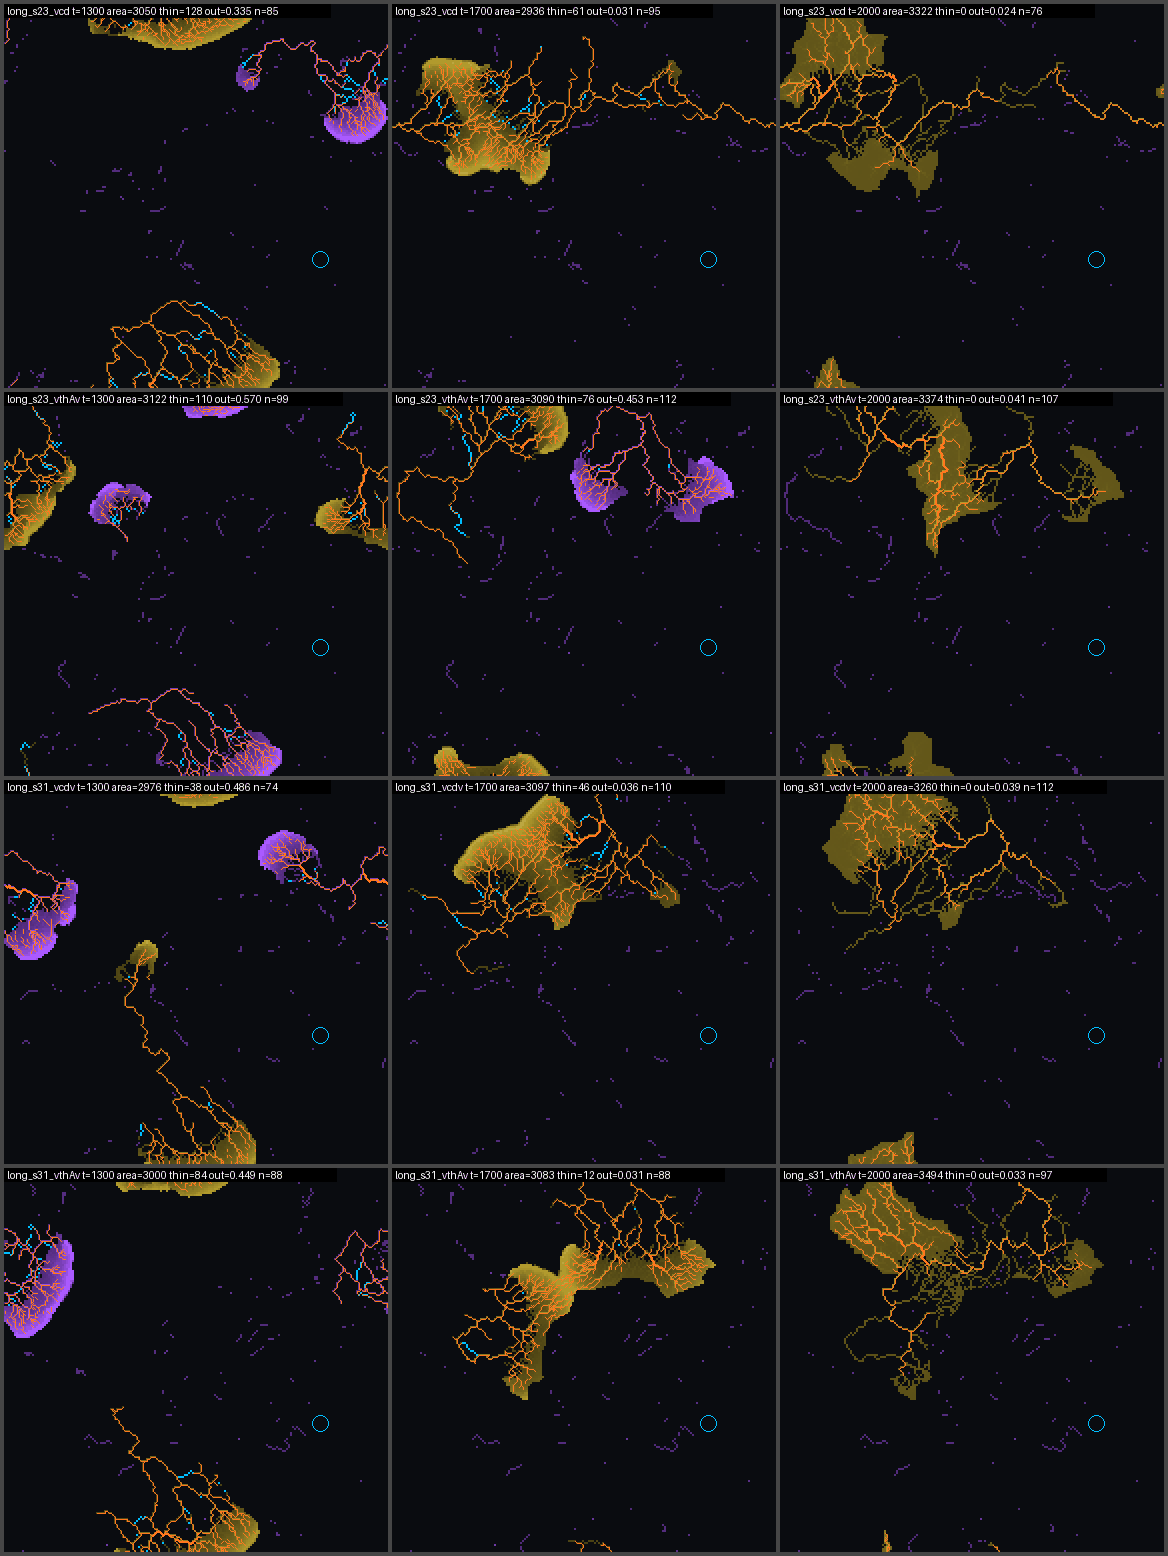 long_s23_vcd t=1300 area=3050 thin=128 out=0.335 n=85
long_s23_vcd t=1700 area=2936 thin=61 out=0.031 n=95
long_s23_vcd t=2000 area=3322 thin=0 out=0.024 n=76
long_s23_vthAv t=1300 area=3122 thin=110 out=0.570 n=99
long_s23_vthAv t=1700 area=3090 thin=76 out=0.453 n=112
long_s23_vthAv t=2000 area=3374 thin=0 out=0.041 n=107
long_s31_vcdv t=1300 area=2976 thin=38 out=0.486 n=74
long_s31_vcdv t=1700 area=3097 thin=46 out=0.036 n=110
long_s31_vcdv t=2000 area=3260 thin=0 out=0.039 n=112
long_s31_vthAv t=1300 area=3000 thin=84 out=0.449 n=88
long_s31_vthAv t=1700 area=3083 thin=12 out=0.031 n=88
long_s31_vthAv t=2000 area=3494 thin=0 out=0.033 n=97